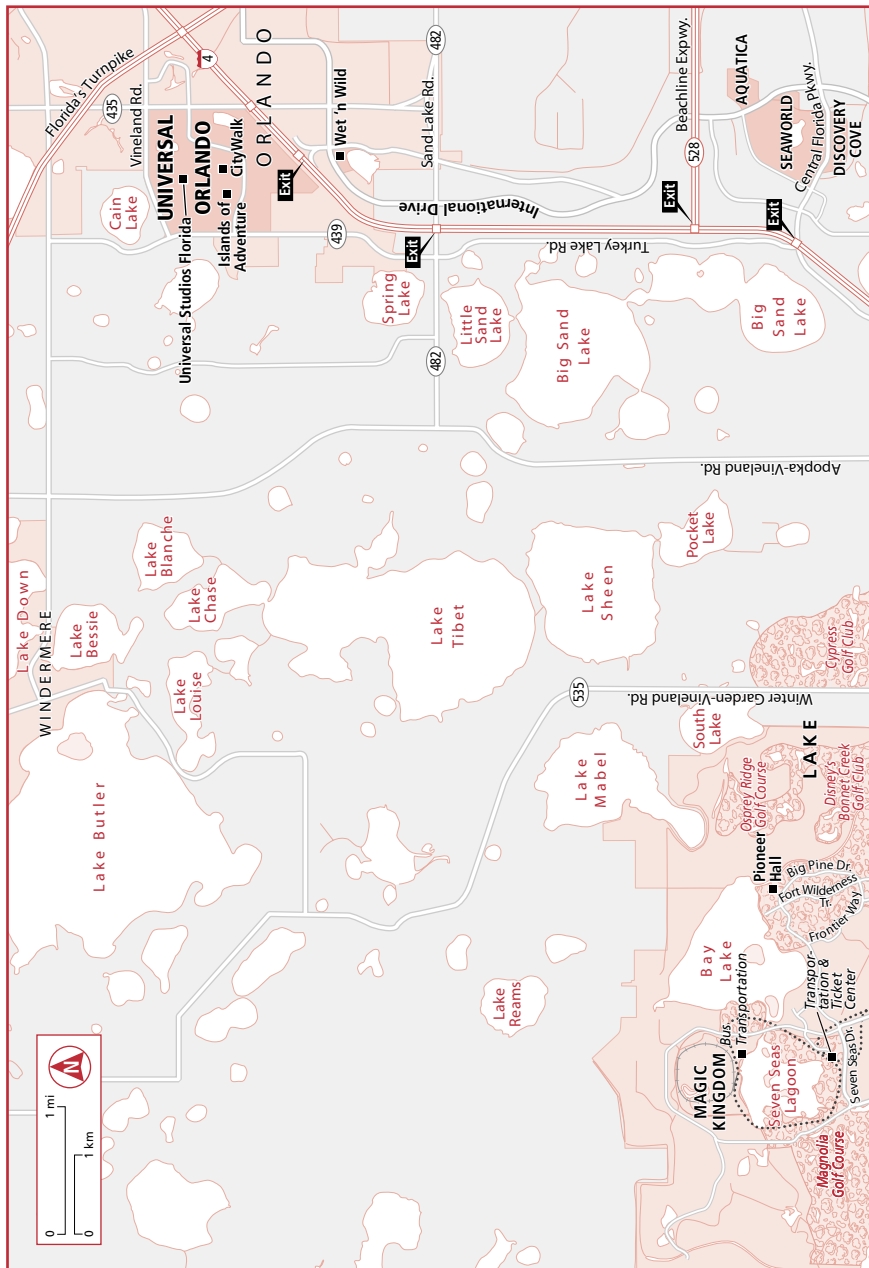 0
1 mi
0
1 km
N
Florida's Turnpike
435
Vineland Rd.
4
Cain
Lake
UNIVERSAL
ORLANDO
Universal Studios Florida
Islands of
Adventure
CityWalk
ORLANDO
Exit
Wet 'n Wild
439
International Drive
482
Sand Lake Rd.
Exit
Turkey Lake Rd.
Beachline Expwy.
528
Exit
AQUATICA
SEAWORLD
Central Florida Pkwy.
DISCOVERY
COVE
Exit
Spring
Lake
482
Little
Sand
Lake
Big Sand
Lake
Big
Sand
Lake
Apopka-Vineland Rd.
Lake Down
WINDERMERE
Lake
Bessie
Lake
Blanche
Lake
Chase
Lake
Louise
Lake Butler
Lake
Tibet
Lake
Sheen
Pocket
Lake
535
Winter Garden-Vineland Rd.
Cypress
Golf Club
South
Lake
Lake
Mabel
Lake
Reams
LAKE
Osprey Ridge
Golf Course
Disney's
Bonnet Creek
Golf Club
Pioneer
Hall
Big Pine Dr.
Fort Wilderness
Tr.
Frontier Way
Bay
Lake
Bus
Transportation
MAGIC
KINGDOM
Seven Seas
Lagoon
Transpor-
tation &
Ticket
Center
Seven Seas Dr.
Magnolia
Golf Course